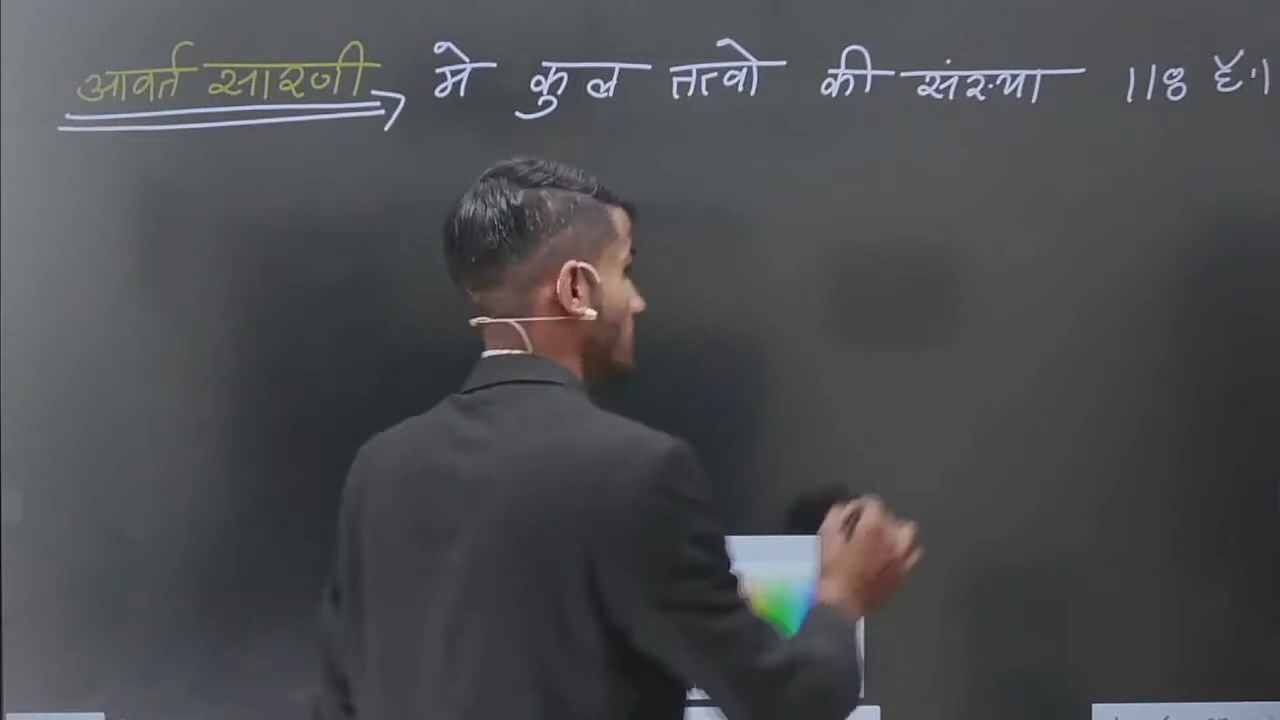 आवर्त सारणी मे कुल तत्वो की संख्या 118 हैं।